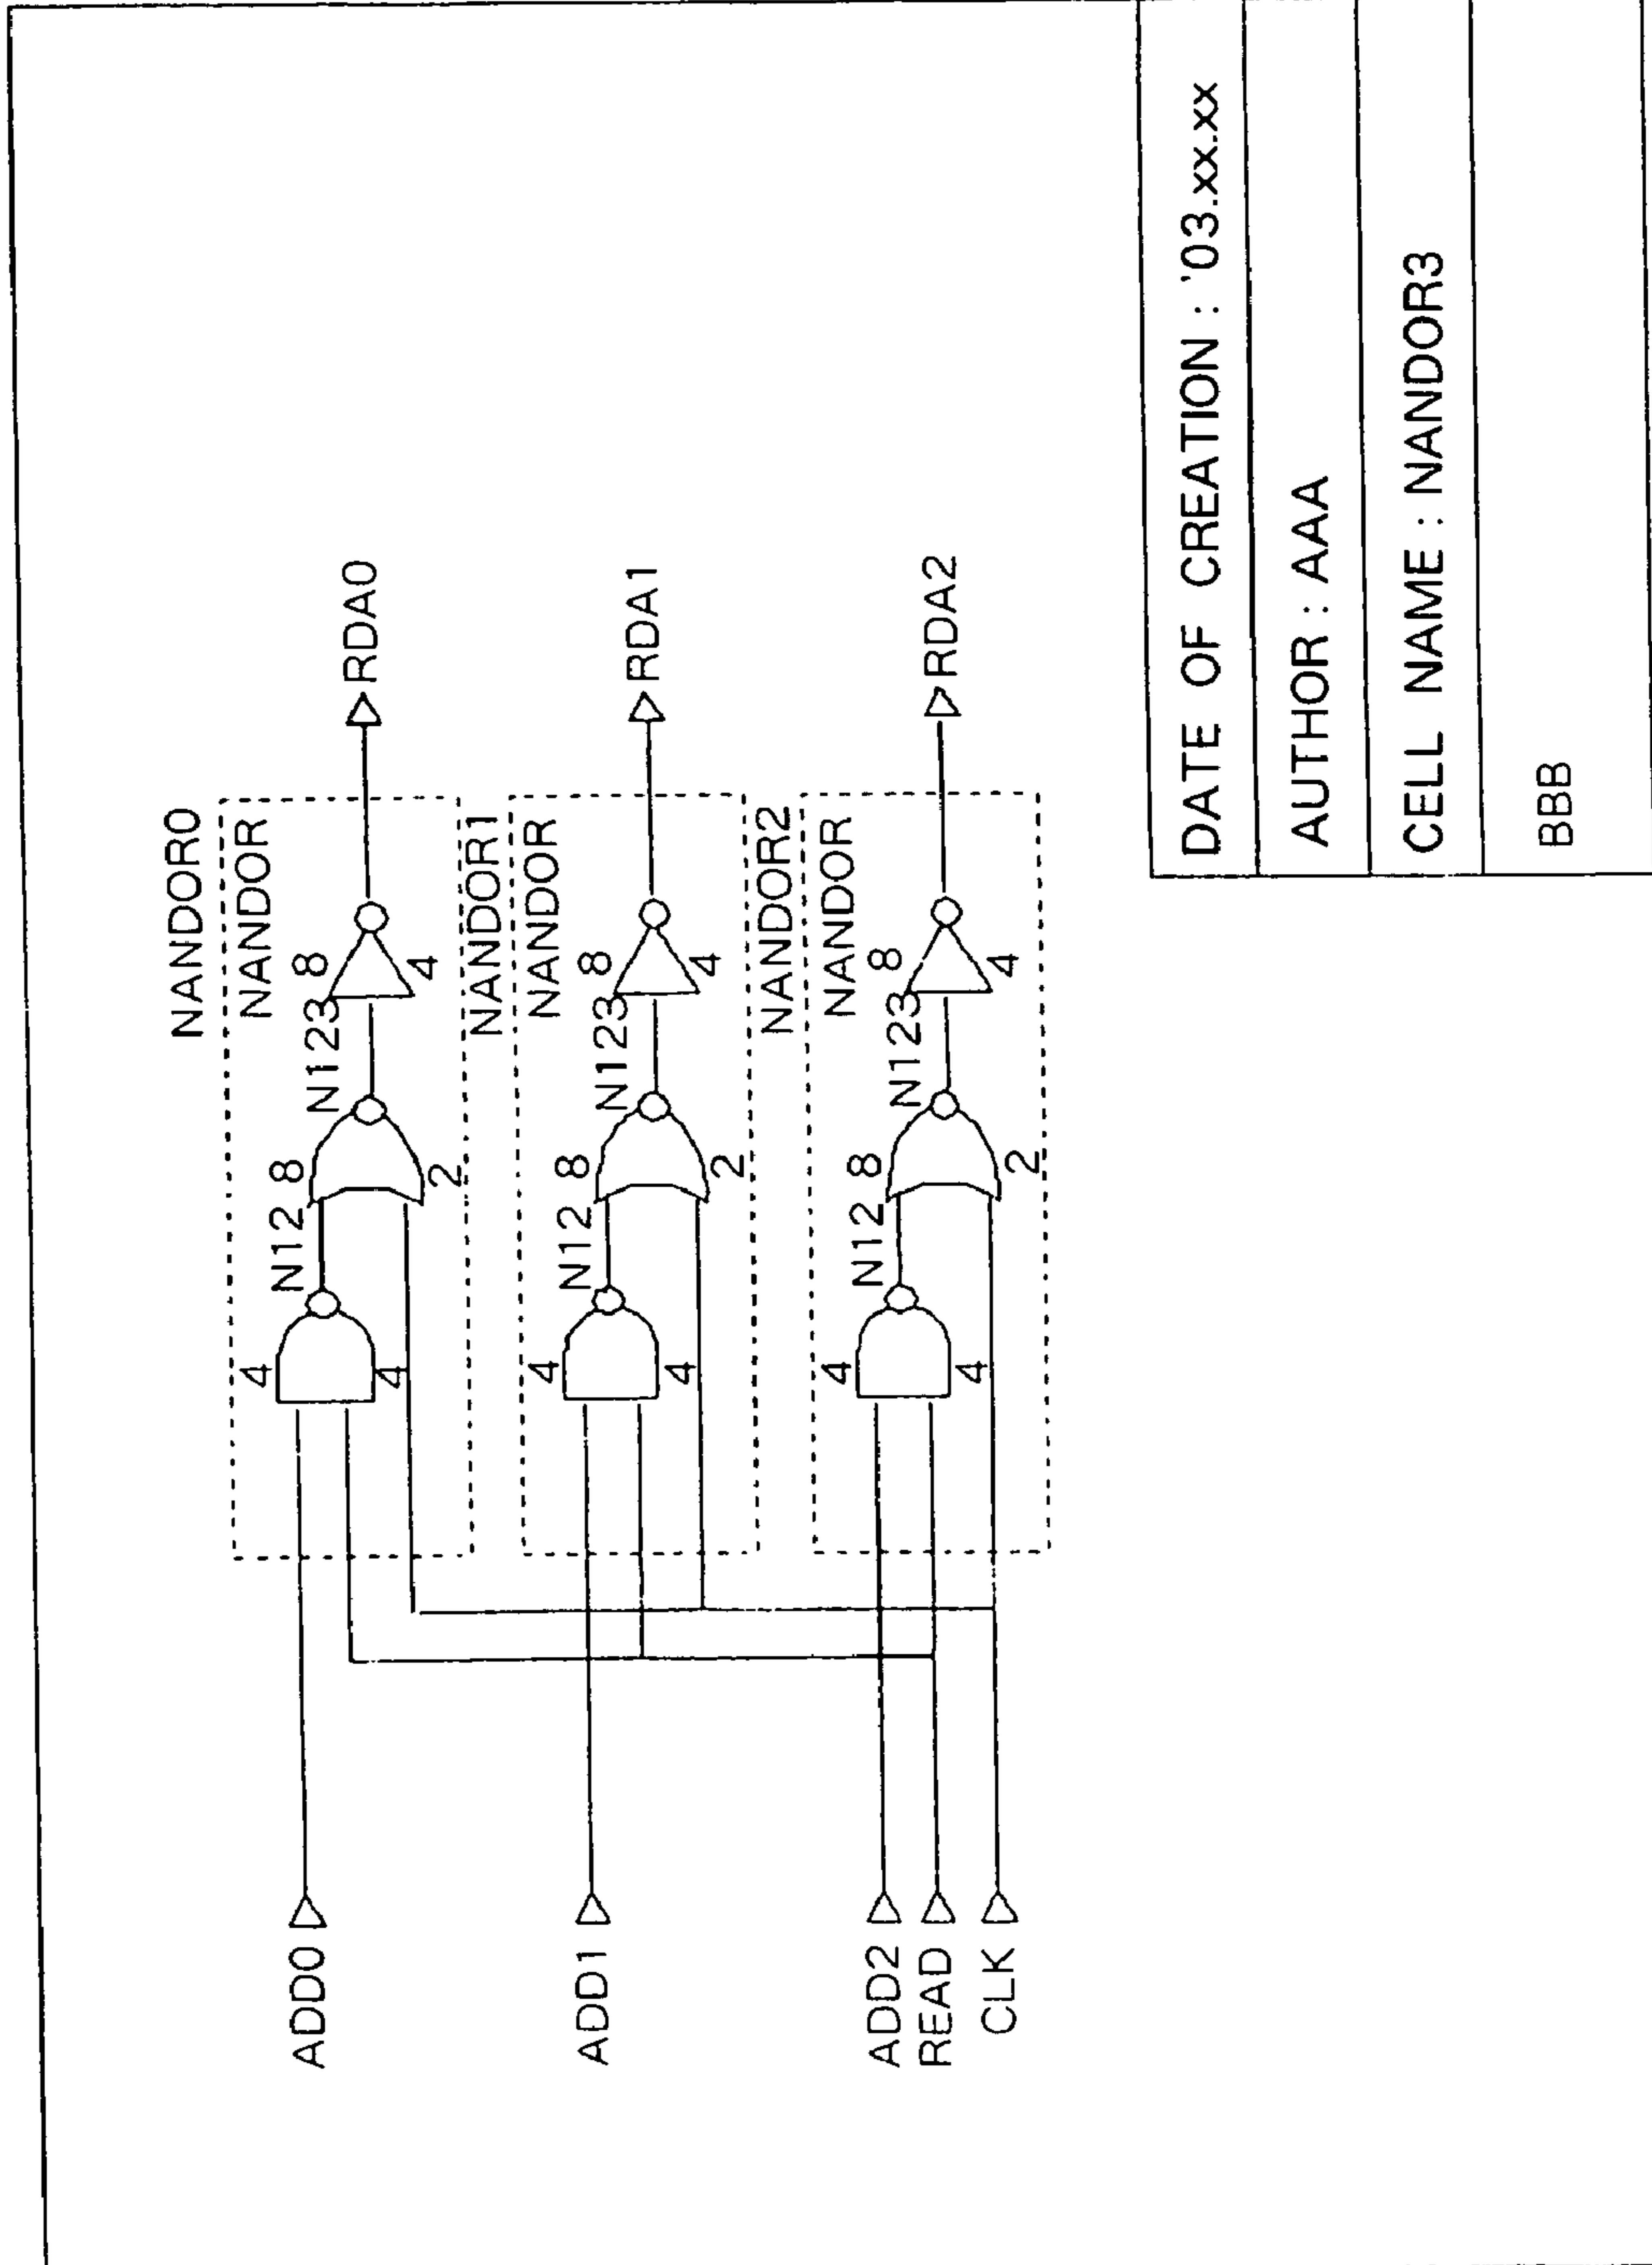 NANDOR0
NANDOR
ADD0
4
4
N12
8
2
N123
8
4
RDA0
NANDOR1
NANDOR
ADD1
4
4
N12
8
2
N123
8
4
RDA1
NANDOR2
NANDOR
ADD2
READ
CLK
4
4
N12
8
2
N123
8
4
RDA2
DATE OF CREATION : '03.xx.xx
AUTHOR : AAA
CELL NAME : NANDOR3
BBB